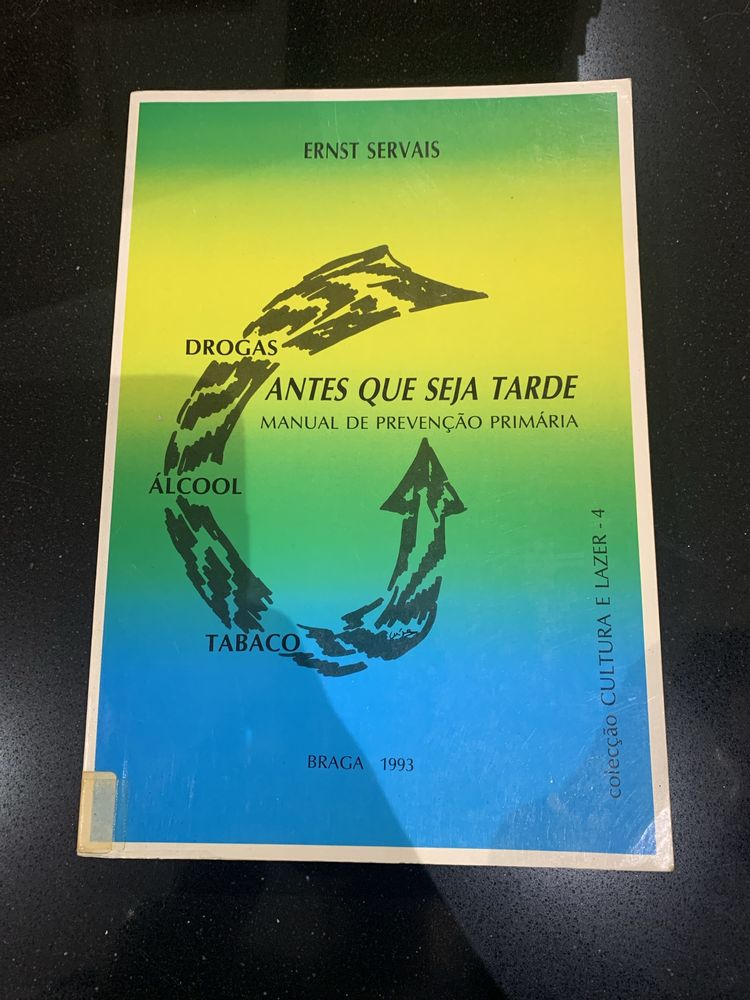 ERNST SERVAIS
DROGAS
ANTES QUE SEJA TARDE
MANUAL DE PREVENÇÃO PRIMÁRIA
ÁLCOOL
TABACO
BRAGA 1993
colecção CULTURA E LAZER - 4